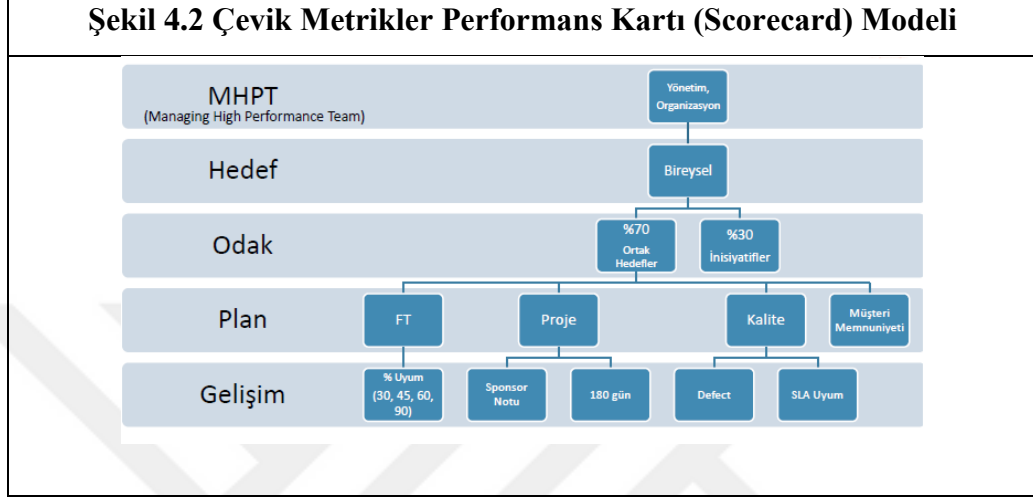 Şekil 4.2 Çevik Metrikler Performans Kartı (Scorecard) Modeli
MHPT
(Managing High Performance Team)
Yönetim,
Organizasyon
Hedef
Bireysel
Odak
%70
Ortak
Hedefler
%30
İnisiyatifler
Plan
FT
Proje
Kalite
Müşteri
Memnuniyeti
Gelişim
% Uyum
(30, 45, 60,
90)
Sponsor
Notu
180 gün
Defect
SLA Uyum